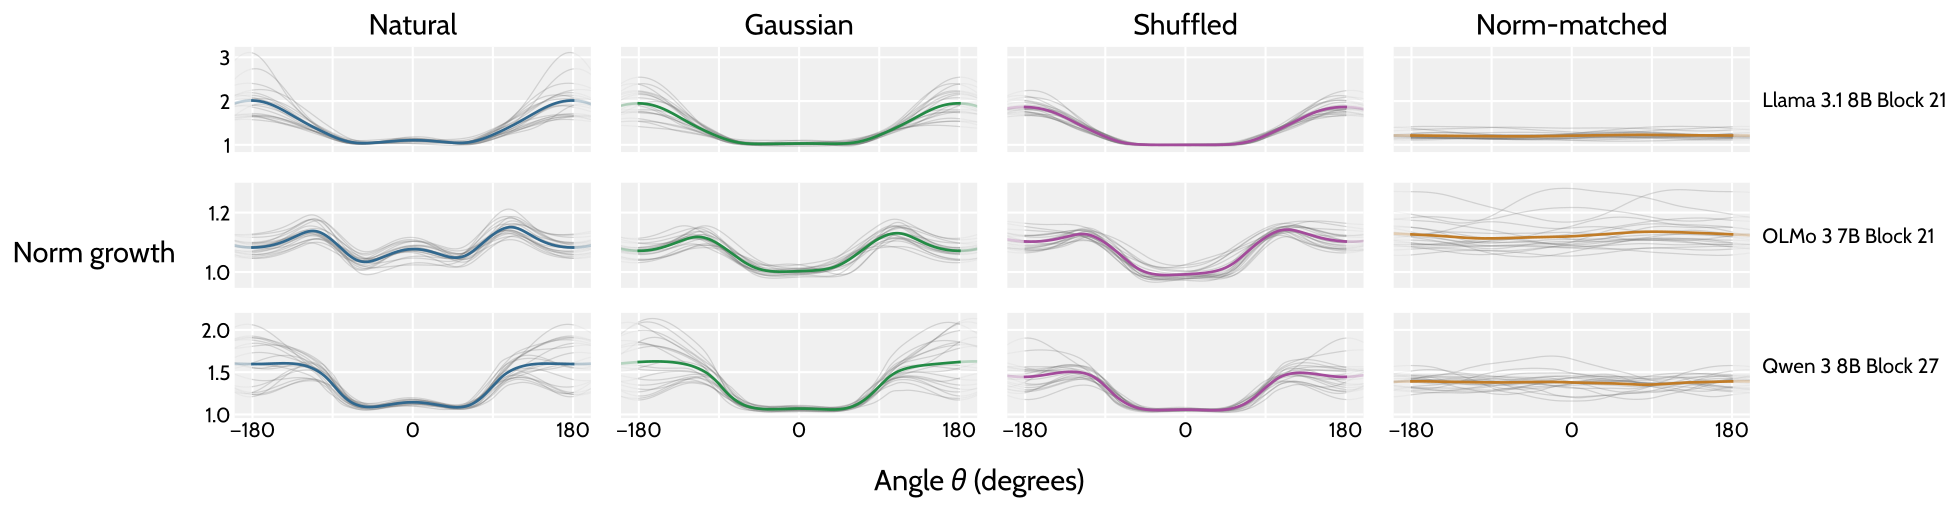 Natural Gaussian Shuffled Norm-matched
3
2
1
Llama 3.1 8B Block 21
Norm growth
1.2
1.0
OLMo 3 7B Block 21
2.0
1.5
1.0
Qwen 3 8B Block 27
−180 0 180 −180 0 180 −180 0 180 −180 0 180
Angle θ (degrees)